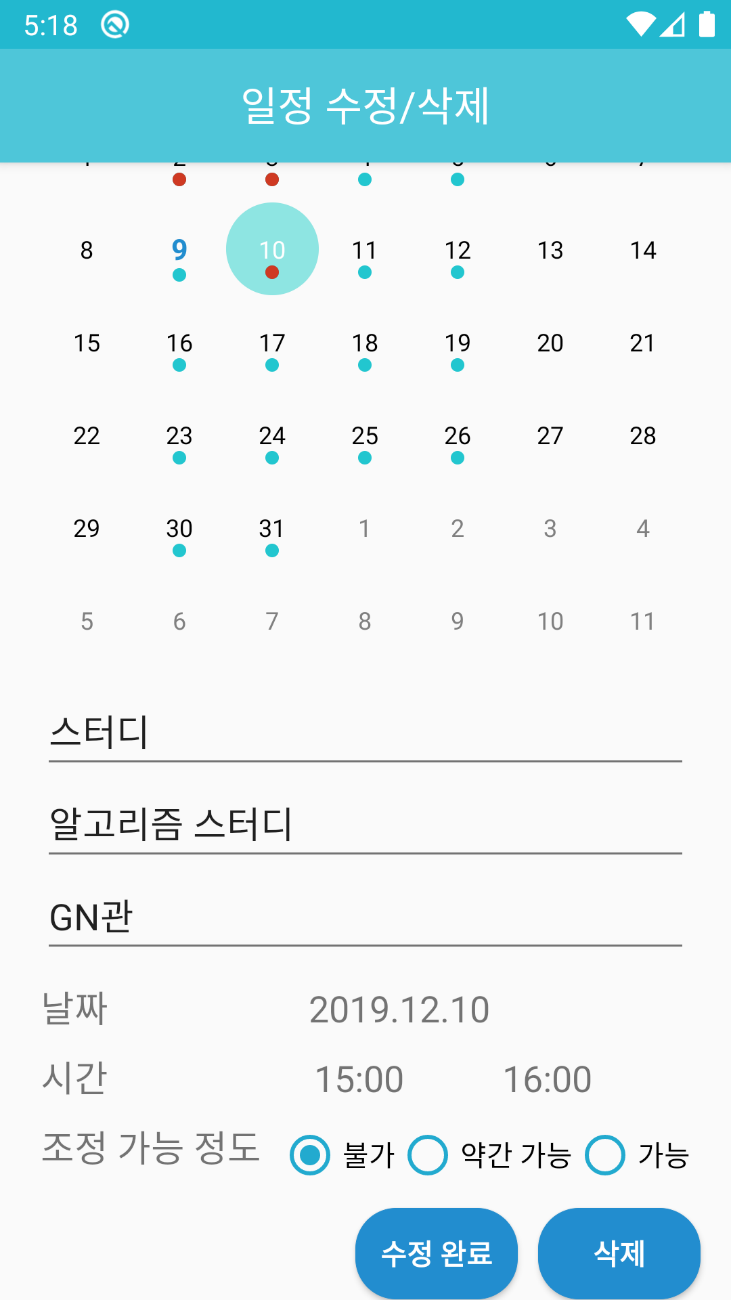 5:18
일정 수정/삭제
8 9 10 11 12 13 14
15 16 17 18 19 20 21
22 23 24 25 26 27 28
29 30 31 1 2 3 4
5 6 7 8 9 10 11
스터디
알고리즘 스터디
GN관
날짜 2019.12.10
시간 15:00 16:00
조정 가능 정도 불가 약간 가능 가능
수정 완료 삭제